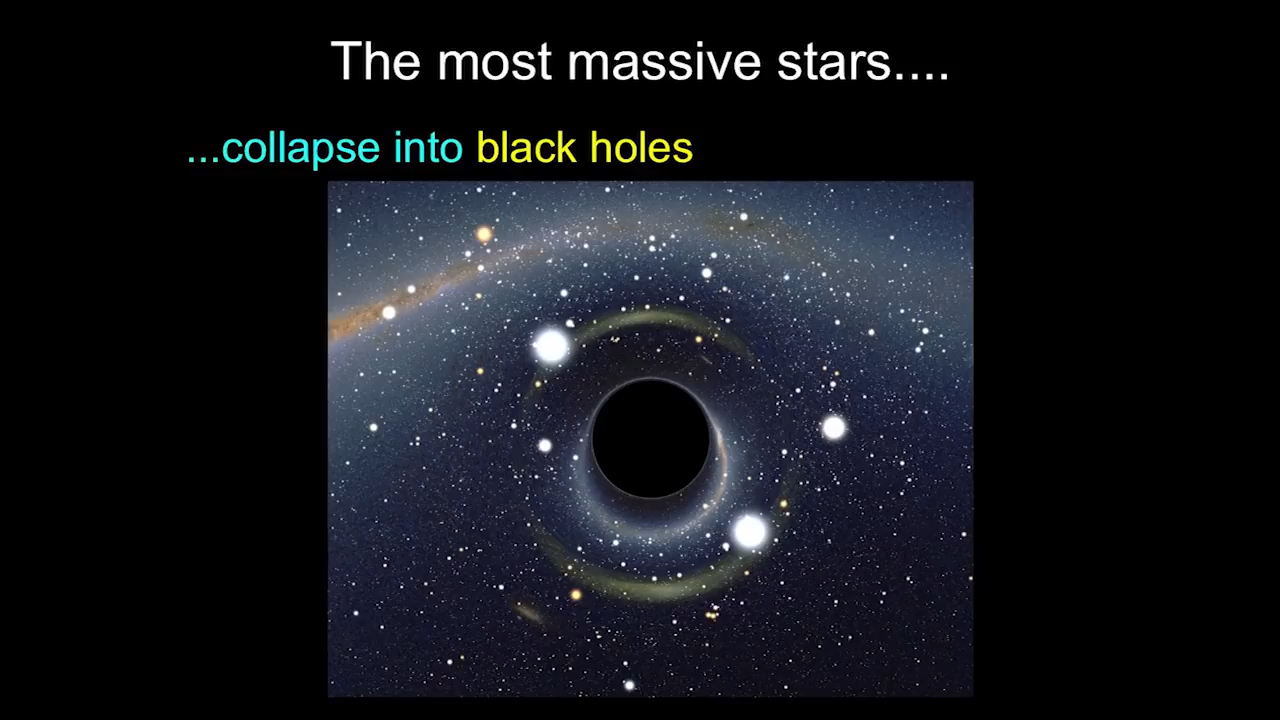 The most massive stars....
...collapse into black holes